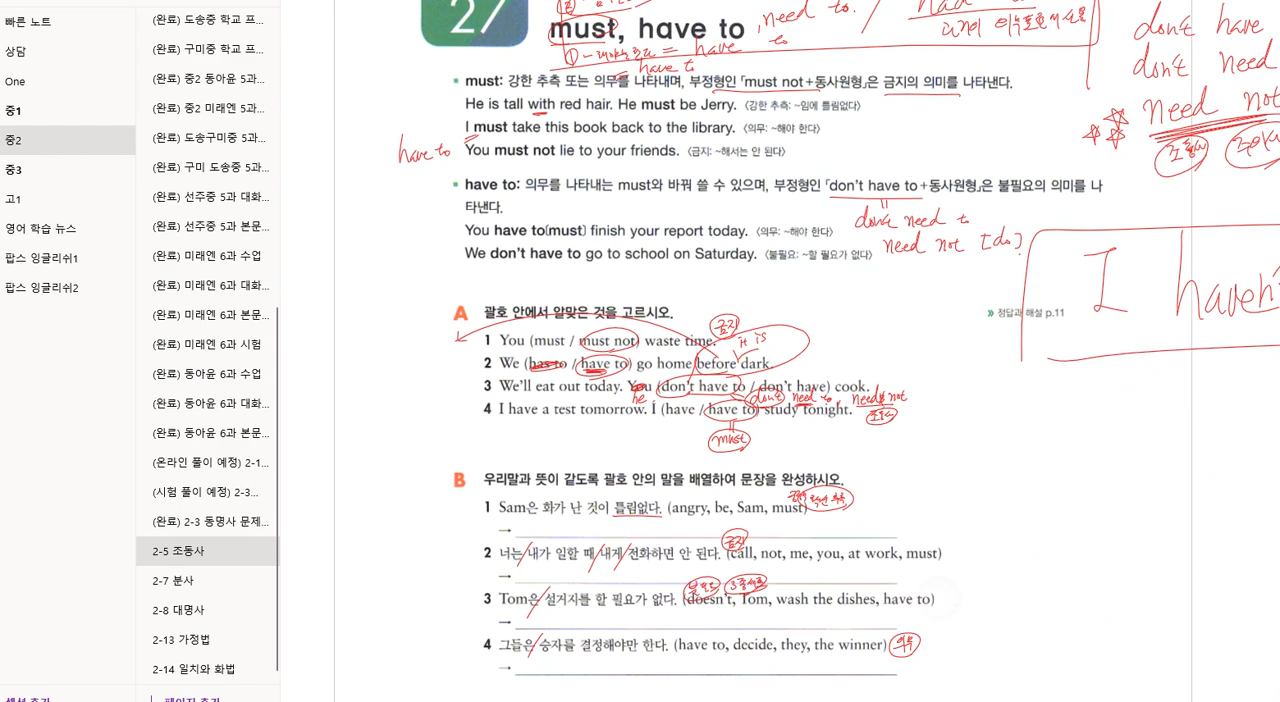 빠른 노트
상담
One
중1
중2
중3
고1
영어 학습 뉴스
팝스 잉글리쉬1
팝스 잉글리쉬2
(완료) 도송중 학교 프...
(완료) 구미중 학교 프...
(완료) 중2 동아윤 5과...
(완료) 중2 미래엔 5과...
(완료) 도송구미중 5과...
(완료) 구미 도송중 5과...
(완료) 선주중 5과 대화...
(완료) 선주중 5과 본문...
(완료) 미래엔 6과 수업
(완료) 미래엔 6과 대화...
(완료) 미래엔 6과 본문...
(완료) 미래엔 6과 시험
(완료) 동아윤 6과 수업
(완료) 동아윤 6과 대화...
(완료) 동아윤 6과 본문...
(온라인 풀이 예정) 2-1...
(시험 풀이 예정) 2-3...
(완료) 2-3 동명사 문제...
2-5 조동사
2-7 분사
2-8 대명사
2-13 가정법
2-14 일치와 화법
27
must, have to
need to.
= have to
have to
don't have
don't need
need not
조동사
must: 강한 추측 또는 의무를 나타내며, 부정형인 「must not+동사원형」은 금지의 의미를 나타낸다.
He is tall with red hair. He must be Jerry. 〈강한 추측: ~임에 틀림없다〉
I must take this book back to the library. 〈의무: ~해야 한다〉
have to
You must not lie to your friends. 〈금지: ~해서는 안 된다〉
have to: 의무를 나타내는 must와 바꿔 쓸 수 있으며, 부정형인 「don't have to+동사원형」은 불필요의 의미를 나
타낸다.
don't need to
You have to(must) finish your report today. 〈의무: ~해야 한다〉
need not [do]
We don't have to go to school on Saturday. 〈불필요: ~할 필요가 없다〉
I haven't
A 괄호 안에서 알맞은 것을 고르시오.
» 정답과 해설 p.11
금지
1 You (must / must not) waste time.
it is
2 We (has to / have to) go home before dark.
3 We'll eat out today. You (don't have to / don't have) cook.
he
don't need to
need not
4 I have a test tomorrow. I (have / have to) study tonight.
조동사
must
B 우리말과 뜻이 같도록 괄호 안의 말을 배열하여 문장을 완성하시오.
1 Sam은 화가 난 것이 틀림없다. (angry, be, Sam, must)
→
금지
2 너는 내가 일할 때 내게 전화하면 안 된다. (call, not, me, you, at work, must)
→
3 Tom은 설거지를 할 필요가 없다. (doesn't, Tom, wash the dishes, have to)
→
4 그들은 승자를 결정해야만 한다. (have to, decide, they, the winner)
의무
→